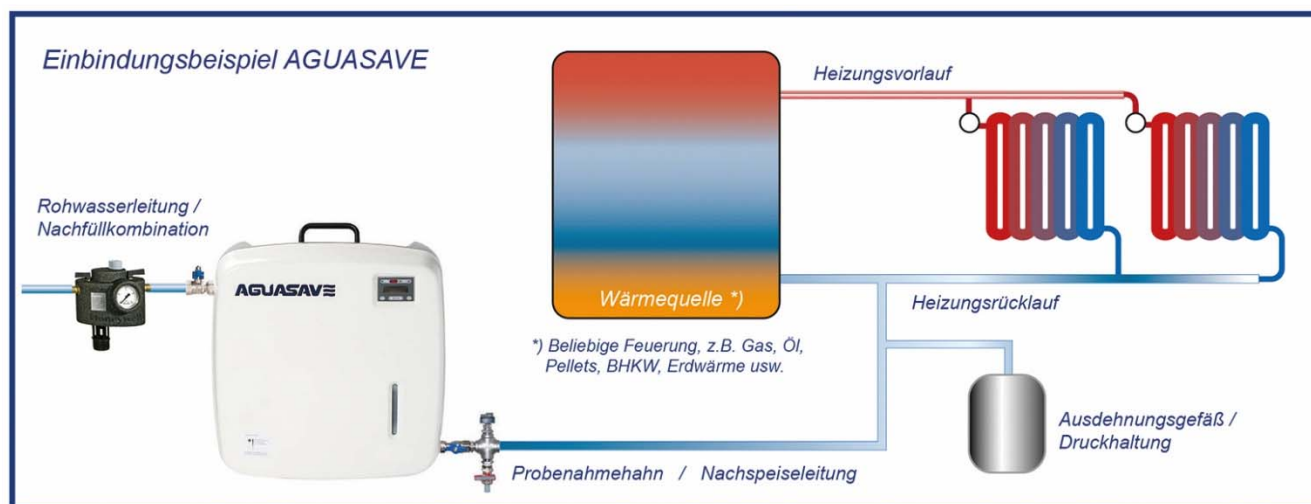 Einbindungsbeispiel AGUASAVE
Heizungsvorlauf
Rohwasserleitung /
Nachfüllkombination
AGUASAVE
Wärmequelle *)
Heizungsrücklauf
*) Beliebige Feuerung, z.B. Gas, Öl,
Pellets, BHKW, Erdwärme usw.
Ausdehnungsgefäß /
Druckhaltung
Probenahmehahn / Nachspeiseleitung